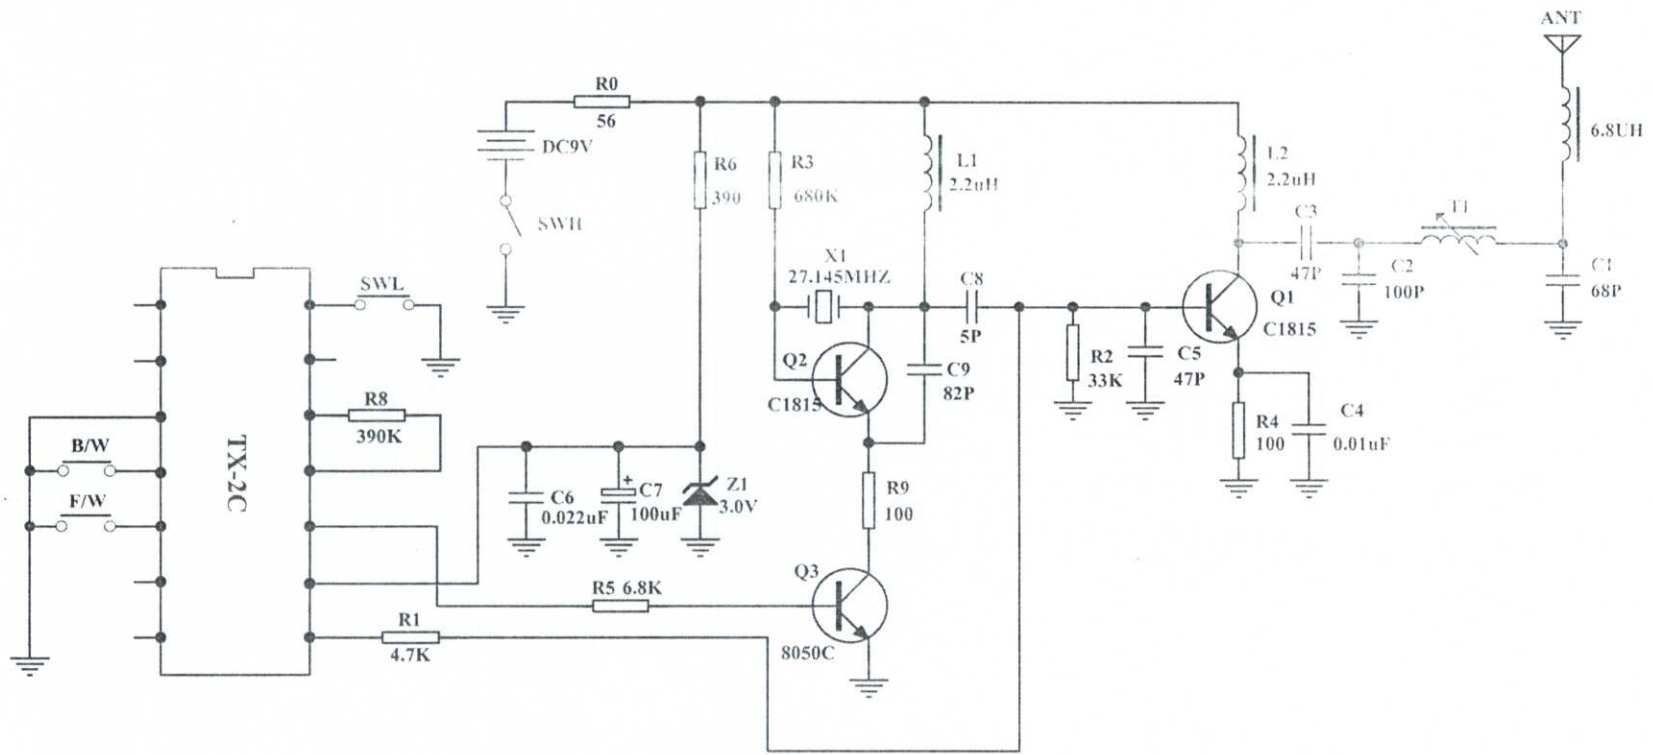 ANT
6.8UH
R0
56
DC9V
SWH
R6
390
R3
680K
L1
2.2uH
L2
2.2uH
C3
47P
T1
C2
100P
C1
68P
X1
27.145MHZ
C8
5P
Q1
C1815
Q2
C1815
C9
82P
R2
33K
C5
47P
R4
100
C4
0.01uF
SWL
R8
390K
B/W
F/W
TX-2C
C6
0.022uF
+
C7
100uF
Z1
3.0V
R9
100
Q3
8050C
R5 6.8K
R1
4.7K